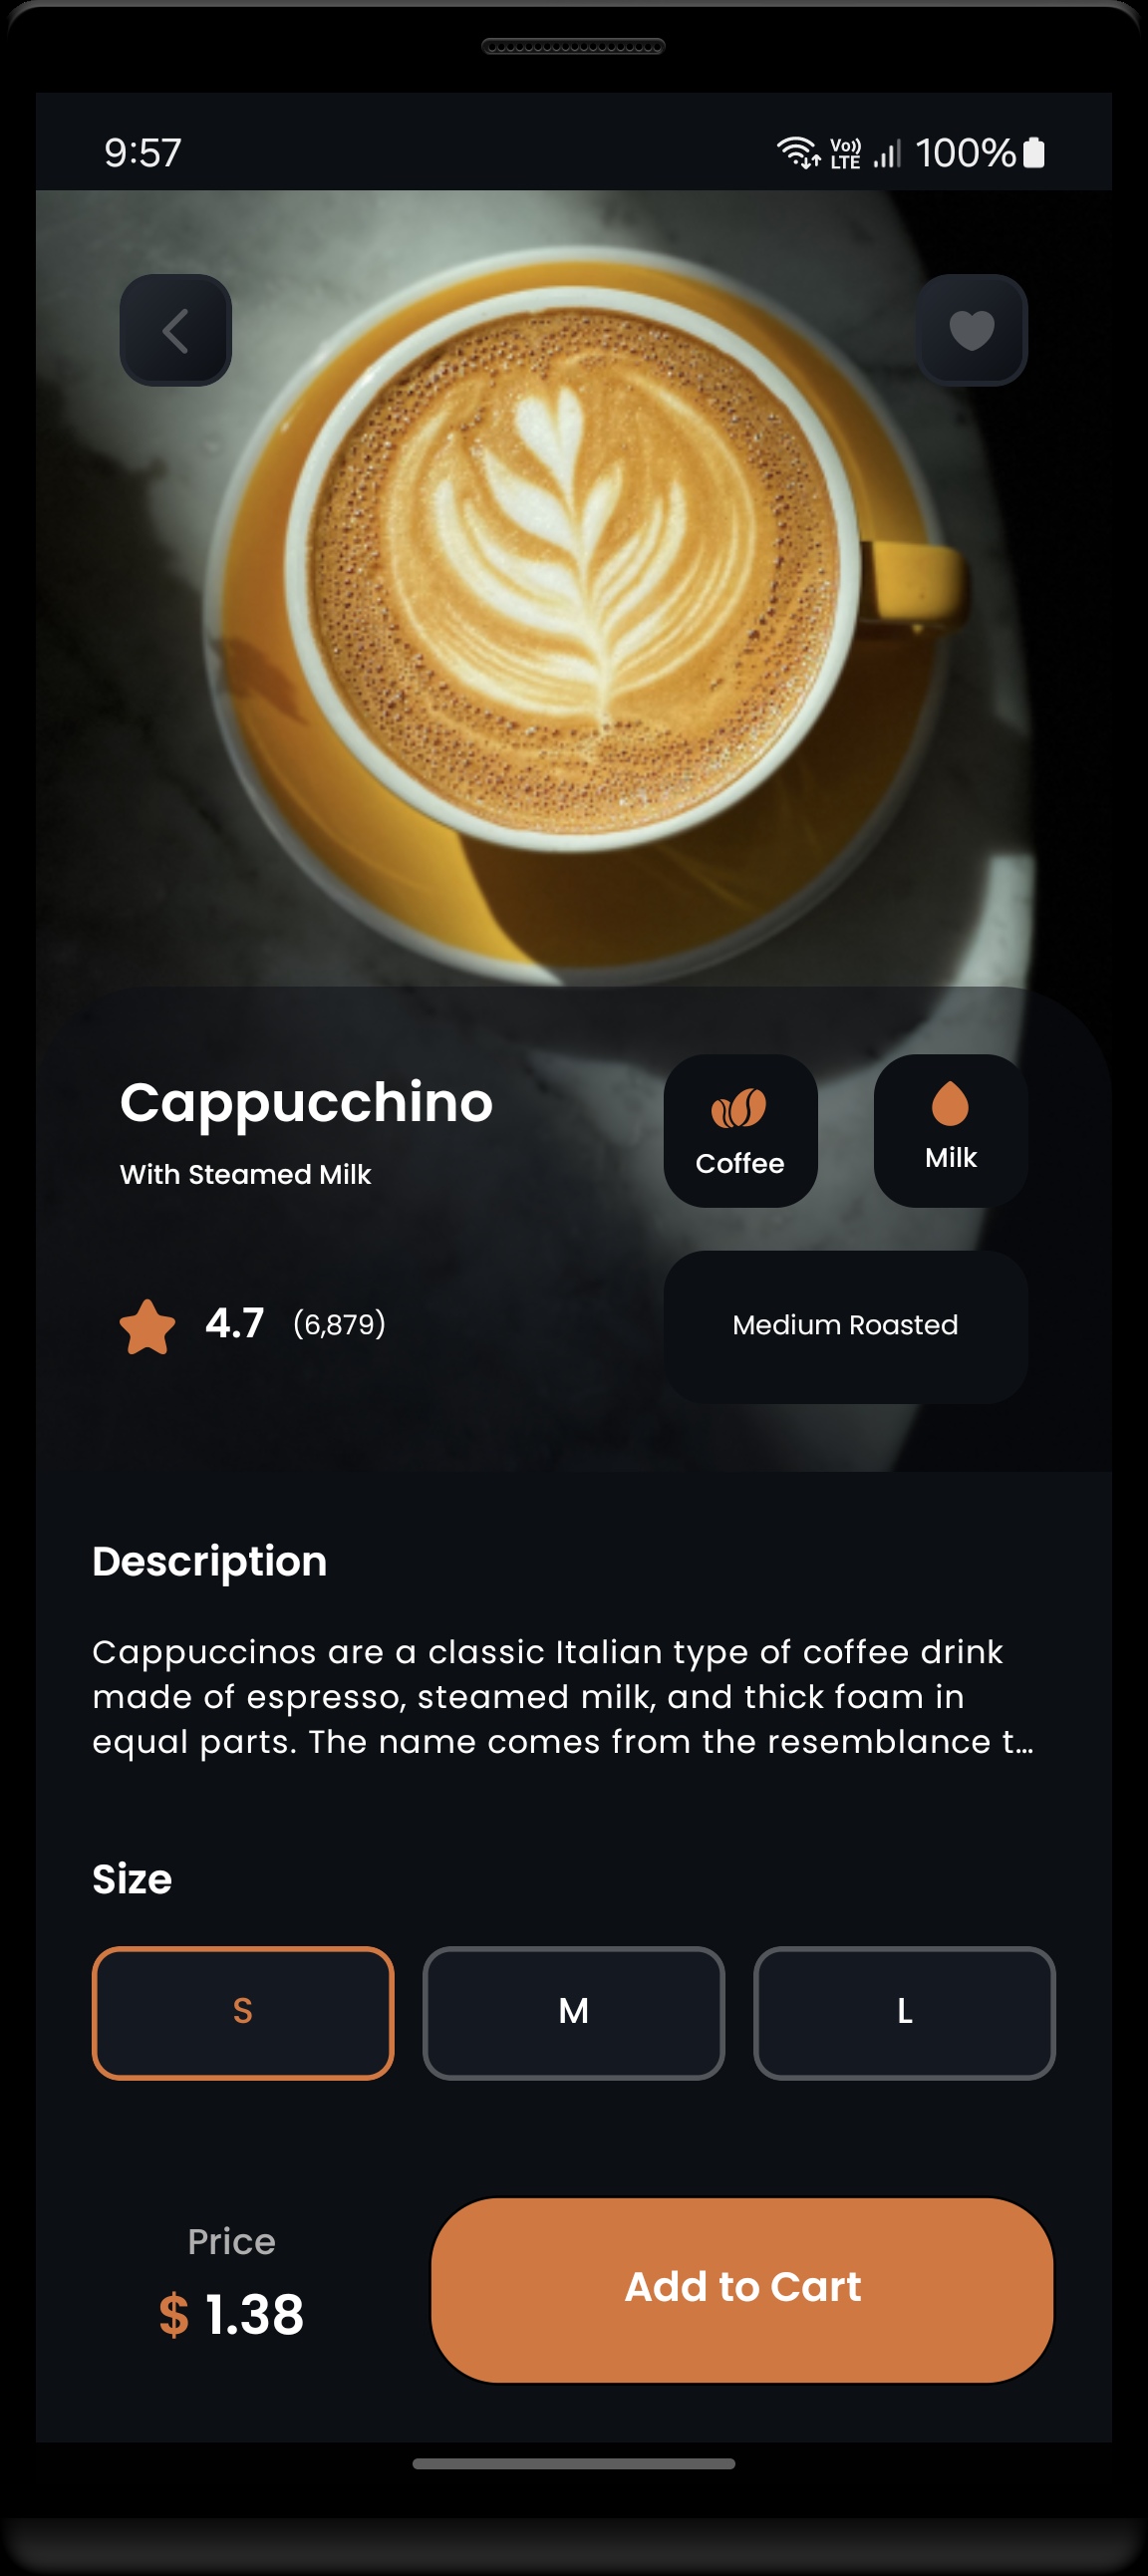 9:57
Vo)) LTE 100%
Cappucchino
With Steamed Milk
Coffee
Milk
4.7 (6,879)
Medium Roasted
Description
Cappuccinos are a classic Italian type of coffee drink
made of espresso, steamed milk, and thick foam in
equal parts. The name comes from the resemblance t...
Size
S
M
L
Price
$ 1.38
Add to Cart